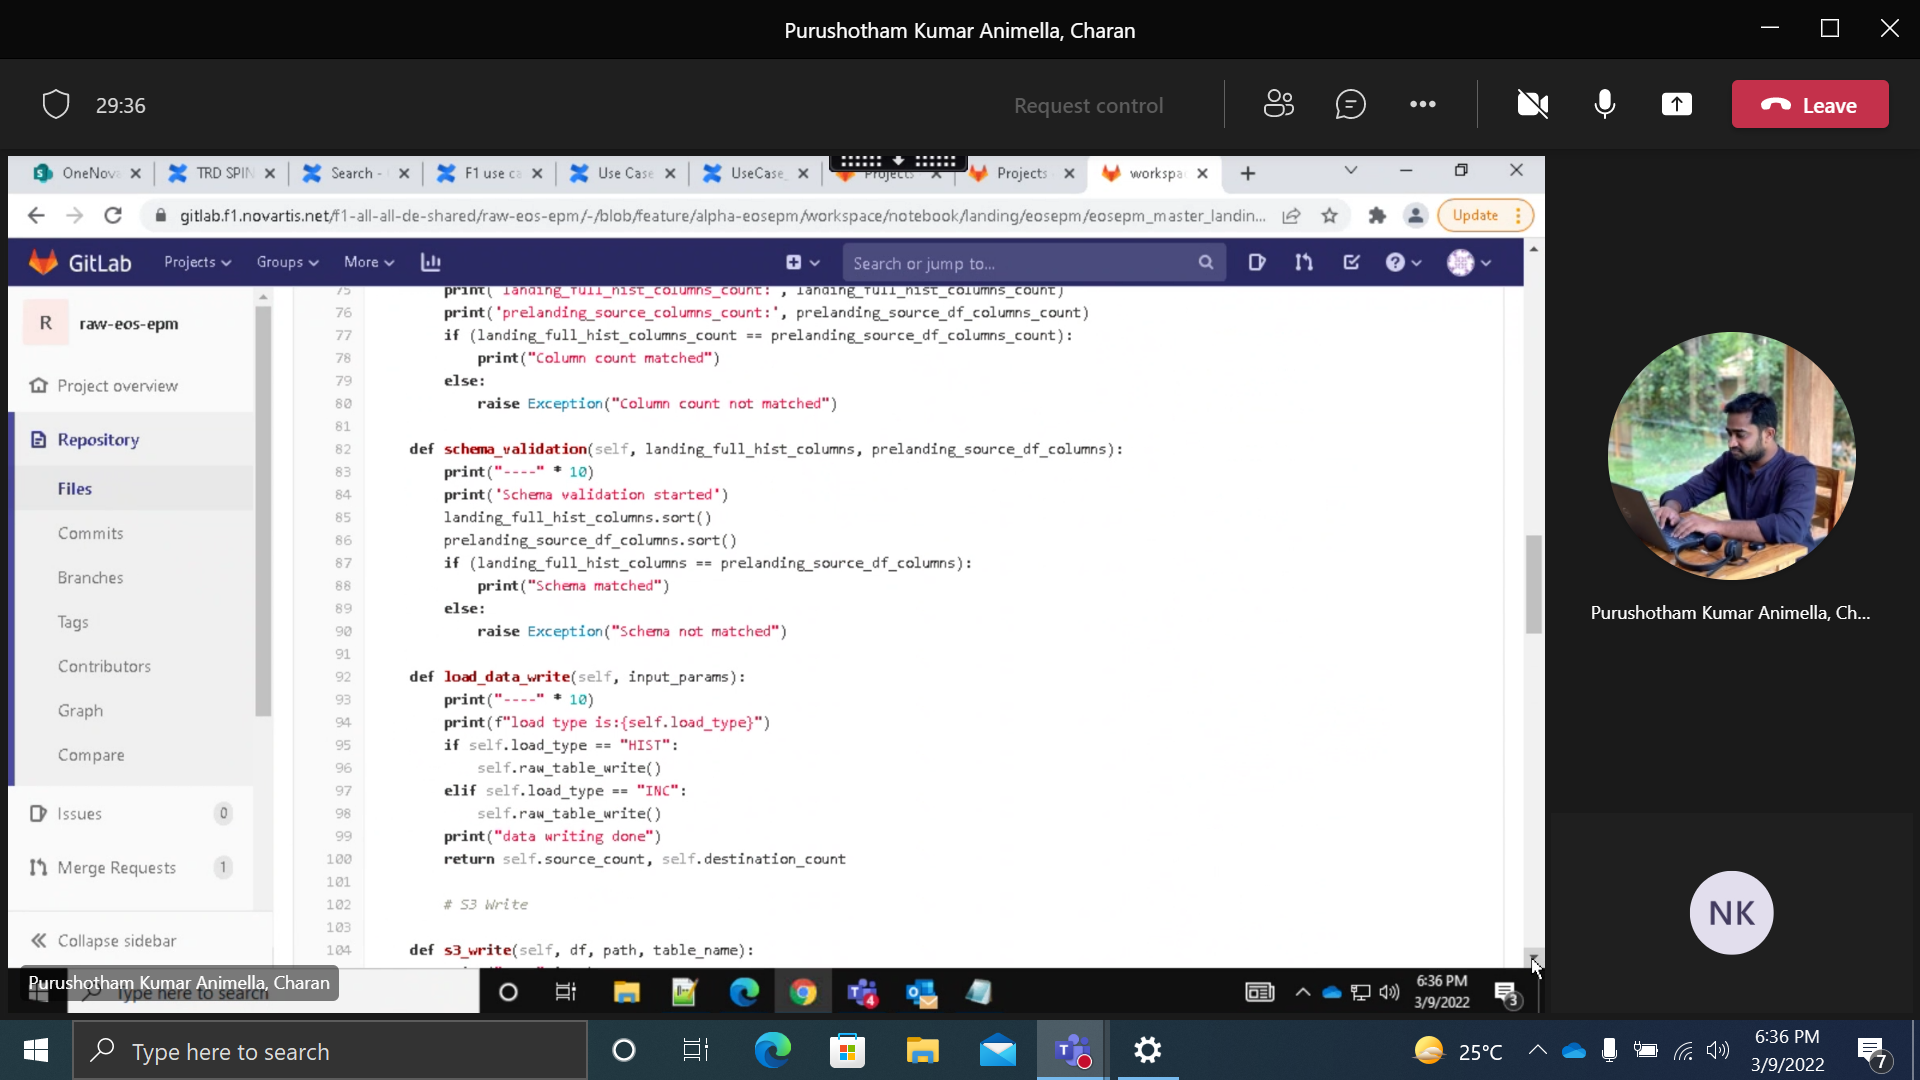 Purushotham Kumar Animella, Charan
29:36
Request control
Leave
OneNov
TRD SPIN
Search -
F1 use ca
Use Case
UseCase_
Projects
Projects
workspa
gitlab.f1.novartis.net/f1-all-all-de-shared/raw-eos-epm/-/blob/feature/alpha-eosepm/workspace/notebook/landing/eosepm/eosepm_master_landin...
Update
GitLab
Projects
Groups
More
Search or jump to...
R
raw-eos-epm
Project overview
Repository
Files
Commits
Branches
Tags
Contributors
Graph
Compare
Issues
0
Merge Requests
1
Collapse sidebar
75 print('landing_full_hist_columns_count:', landing_full_hist_columns_count)
76 print('prelanding_source_columns_count:', prelanding_source_df_columns_count)
77 if (landing_full_hist_columns_count == prelanding_source_df_columns_count):
78 print("Column count matched")
79 else:
80 raise Exception("Column count not matched")
81
82 def schema_validation(self, landing_full_hist_columns, prelanding_source_df_columns):
83 print("----" * 10)
84 print('Schema validation started')
85 landing_full_hist_columns.sort()
86 prelanding_source_df_columns.sort()
87 if (landing_full_hist_columns == prelanding_source_df_columns):
88 print("Schema matched")
89 else:
90 raise Exception("Schema not matched")
91
92 def load_data_write(self, input_params):
93 print("----" * 10)
94 print(f"load type is:{self.load_type}")
95 if self.load_type == "HIST":
96 self.raw_table_write()
97 elif self.load_type == "INC":
98 self.raw_table_write()
99 print("data writing done")
100 return self.source_count, self.destination_count
101
102 # S3 Write
103
104 def s3_write(self, df, path, table_name):
Purushotham Kumar Animella, Ch...
NK
Purushotham Kumar Animella, Charan
Type here to search
4
6:36 PM
3/9/2022
3
Type here to search
25°C
6:36 PM
3/9/2022
7